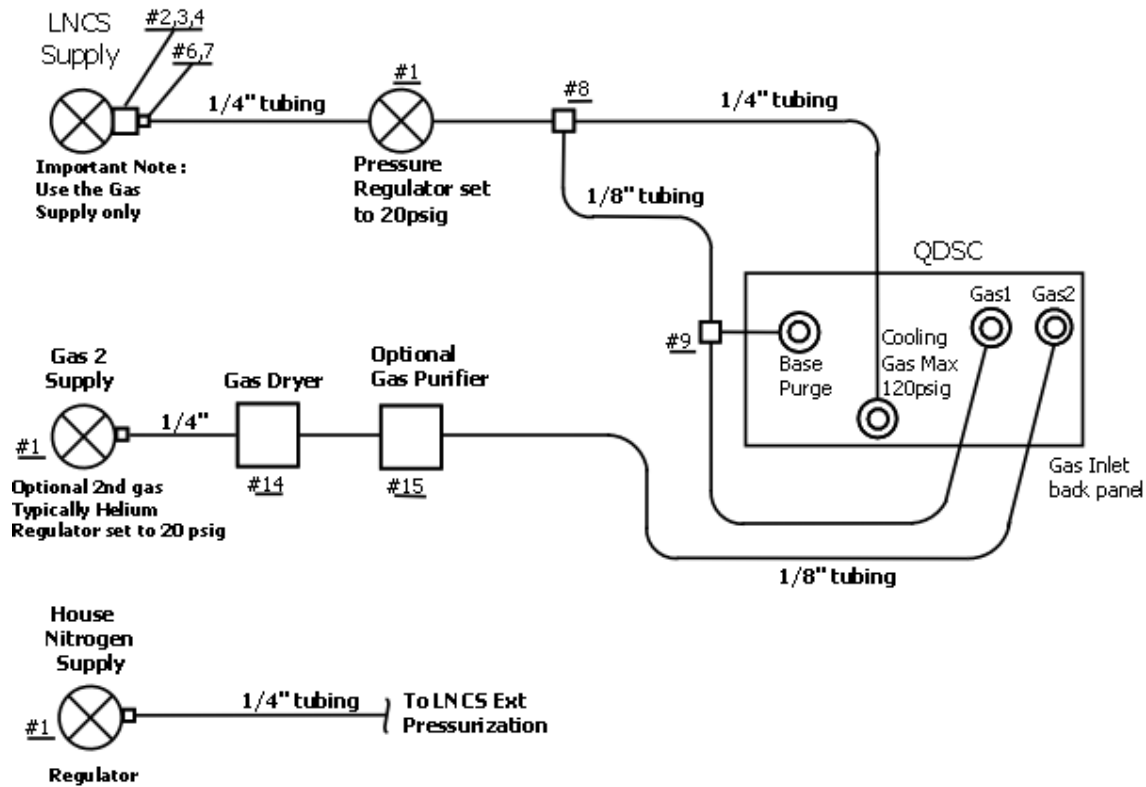 LNCS
Supply
#2,3,4
#6,7
1/4" tubing
#1
#8
1/4" tubing
Important Note :
Use the Gas
Supply only
Pressure
Regulator set
to 20psig
1/8" tubing
QDSC
Gas1
Gas2
#9
Base
Purge
Cooling
Gas Max
120psig
Gas Inlet
back panel
Gas 2
Supply
Gas Dryer
Optional
Gas Purifier
#1
1/4"
#14
#15
Optional 2nd gas
Typically Helium
Regulator set to 20 psig
1/8" tubing
House
Nitrogen
Supply
#1
1/4" tubing
To LNCS Ext
Pressurization
Regulator